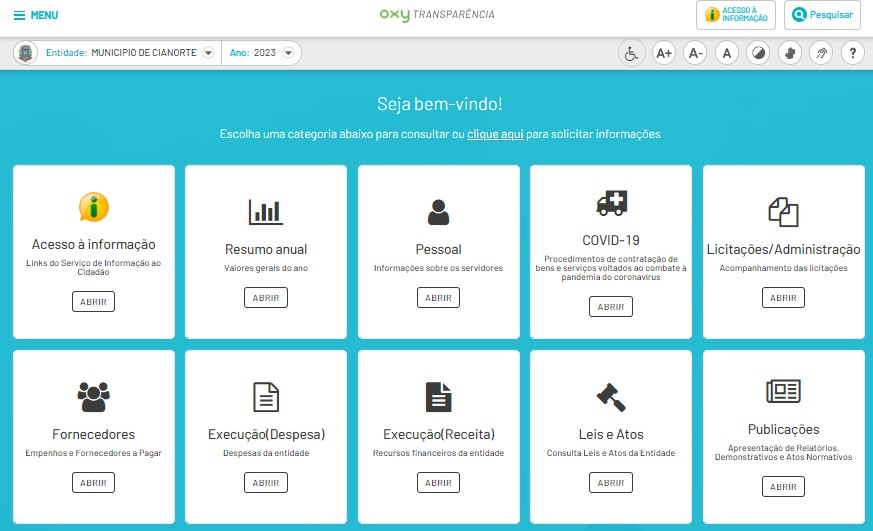 MENU
oxy TRANSPARÊNCIA
ACESSO À
INFORMAÇÃO
Pesquisar
Entidade: MUNICIPIO DE CIANORTE
Ano: 2023
A+
A-
A
?
Seja bem-vindo!
Escolha uma categoria abaixo para consultar ou clique aqui para solicitar informações
Acesso à informação
Links do Serviço de Informação ao
Cidadão
ABRIR
Resumo anual
Valores gerais do ano
ABRIR
Pessoal
Informações sobre os servidores
ABRIR
COVID-19
Procedimentos de contratação de
bens e serviços voltados ao combate à
pandemia do coronavírus
ABRIR
Licitações/Administração
Acompanhamento das licitações
ABRIR
Fornecedores
Empenhos e Fornecedores a Pagar
ABRIR
Execução(Despesa)
Despesas da entidade
ABRIR
Execução(Receita)
Recursos financeiros da entidade
ABRIR
Leis e Atos
Consulta Leis e Atos da Entidade
ABRIR
Publicações
Apresentação de Relatórios,
Demonstrativos e Atos Normativos
ABRIR